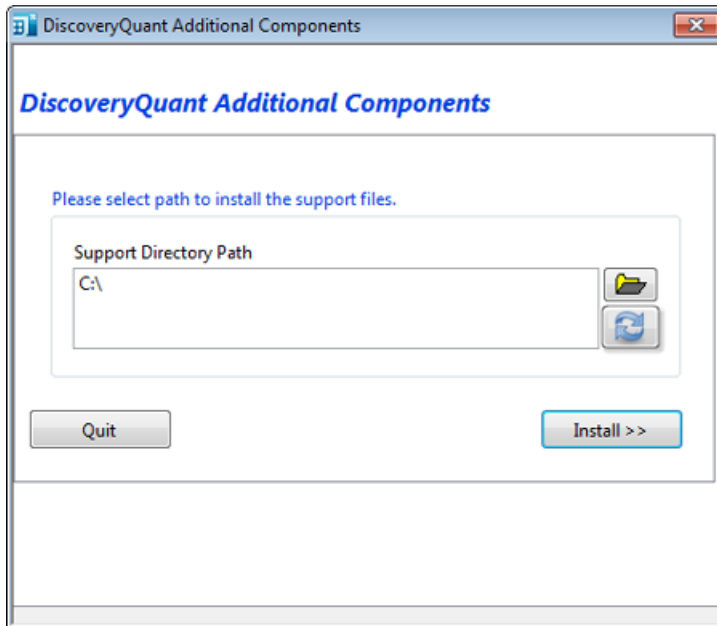 DiscoveryQuant Additional Components
DiscoveryQuant Additional Components
Please select path to install the support files.
Support Directory Path
C:\
Quit
Install >>